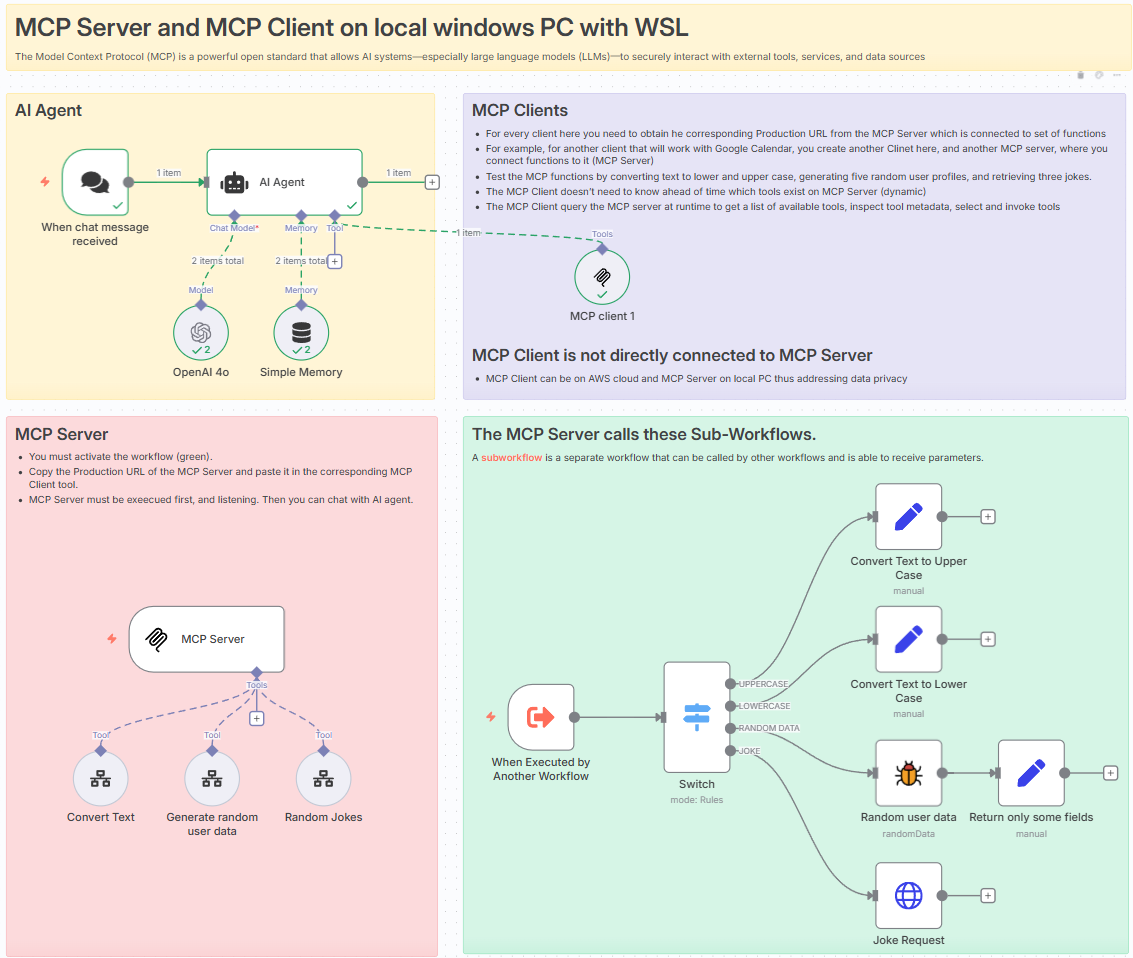 MCP Server and MCP Client on local windows PC with WSL
The Model Context Protocol (MCP) is a powerful open standard that allows AI systems—especially large language models (LLMs)—to securely interact with external tools, services, and data sources
AI Agent
1 item
AI Agent
1 item
When chat message
received
Chat Model*
Memory
Tool
2 items total
2 items total
Model
Memory
2
2
OpenAI 4o
Simple Memory
MCP Clients
For every client here you need to obtain he corresponding Production URL from the MCP Server which is connected to set of functions
For example, for another client that will work with Google Calendar, you create another Clinet here, and another MCP server, where you
connect functions to it (MCP Server)
Test the MCP functions by converting text to lower and upper case, generating five random user profiles, and retrieving three jokes.
The MCP Client doesn't need to know ahead of time which tools exist on MCP Server (dynamic)
The MCP Client query the MCP server at runtime to get a list of available tools, inspect tool metadata, select and invoke tools
1 item
Tools
MCP client 1
MCP Client is not directly connected to MCP Server
MCP Client can be on AWS cloud and MCP Server on local PC thus addressing data privacy
MCP Server
You must activate the workflow (green).
Copy the Production URL of the MCP Server and paste it in the corresponding MCP
Client tool.
MCP Server must be exeecued first, and listening. Then you can chat with AI agent.
MCP Server
Tools
Tool
Tool
Tool
Convert Text
Generate random
user data
Random Jokes
The MCP Server calls these Sub-Workflows.
A subworkflow is a separate workflow that can be called by other workflows and is able to receive parameters.
Convert Text to Upper
Case
manual
UPPERCASE
LOWERCASE
RANDOM DATA
JOKE
Convert Text to Lower
Case
manual
When Executed by
Another Workflow
Switch
mode: Rules
Random user data
randomData
Return only some fields
manual
Joke Request